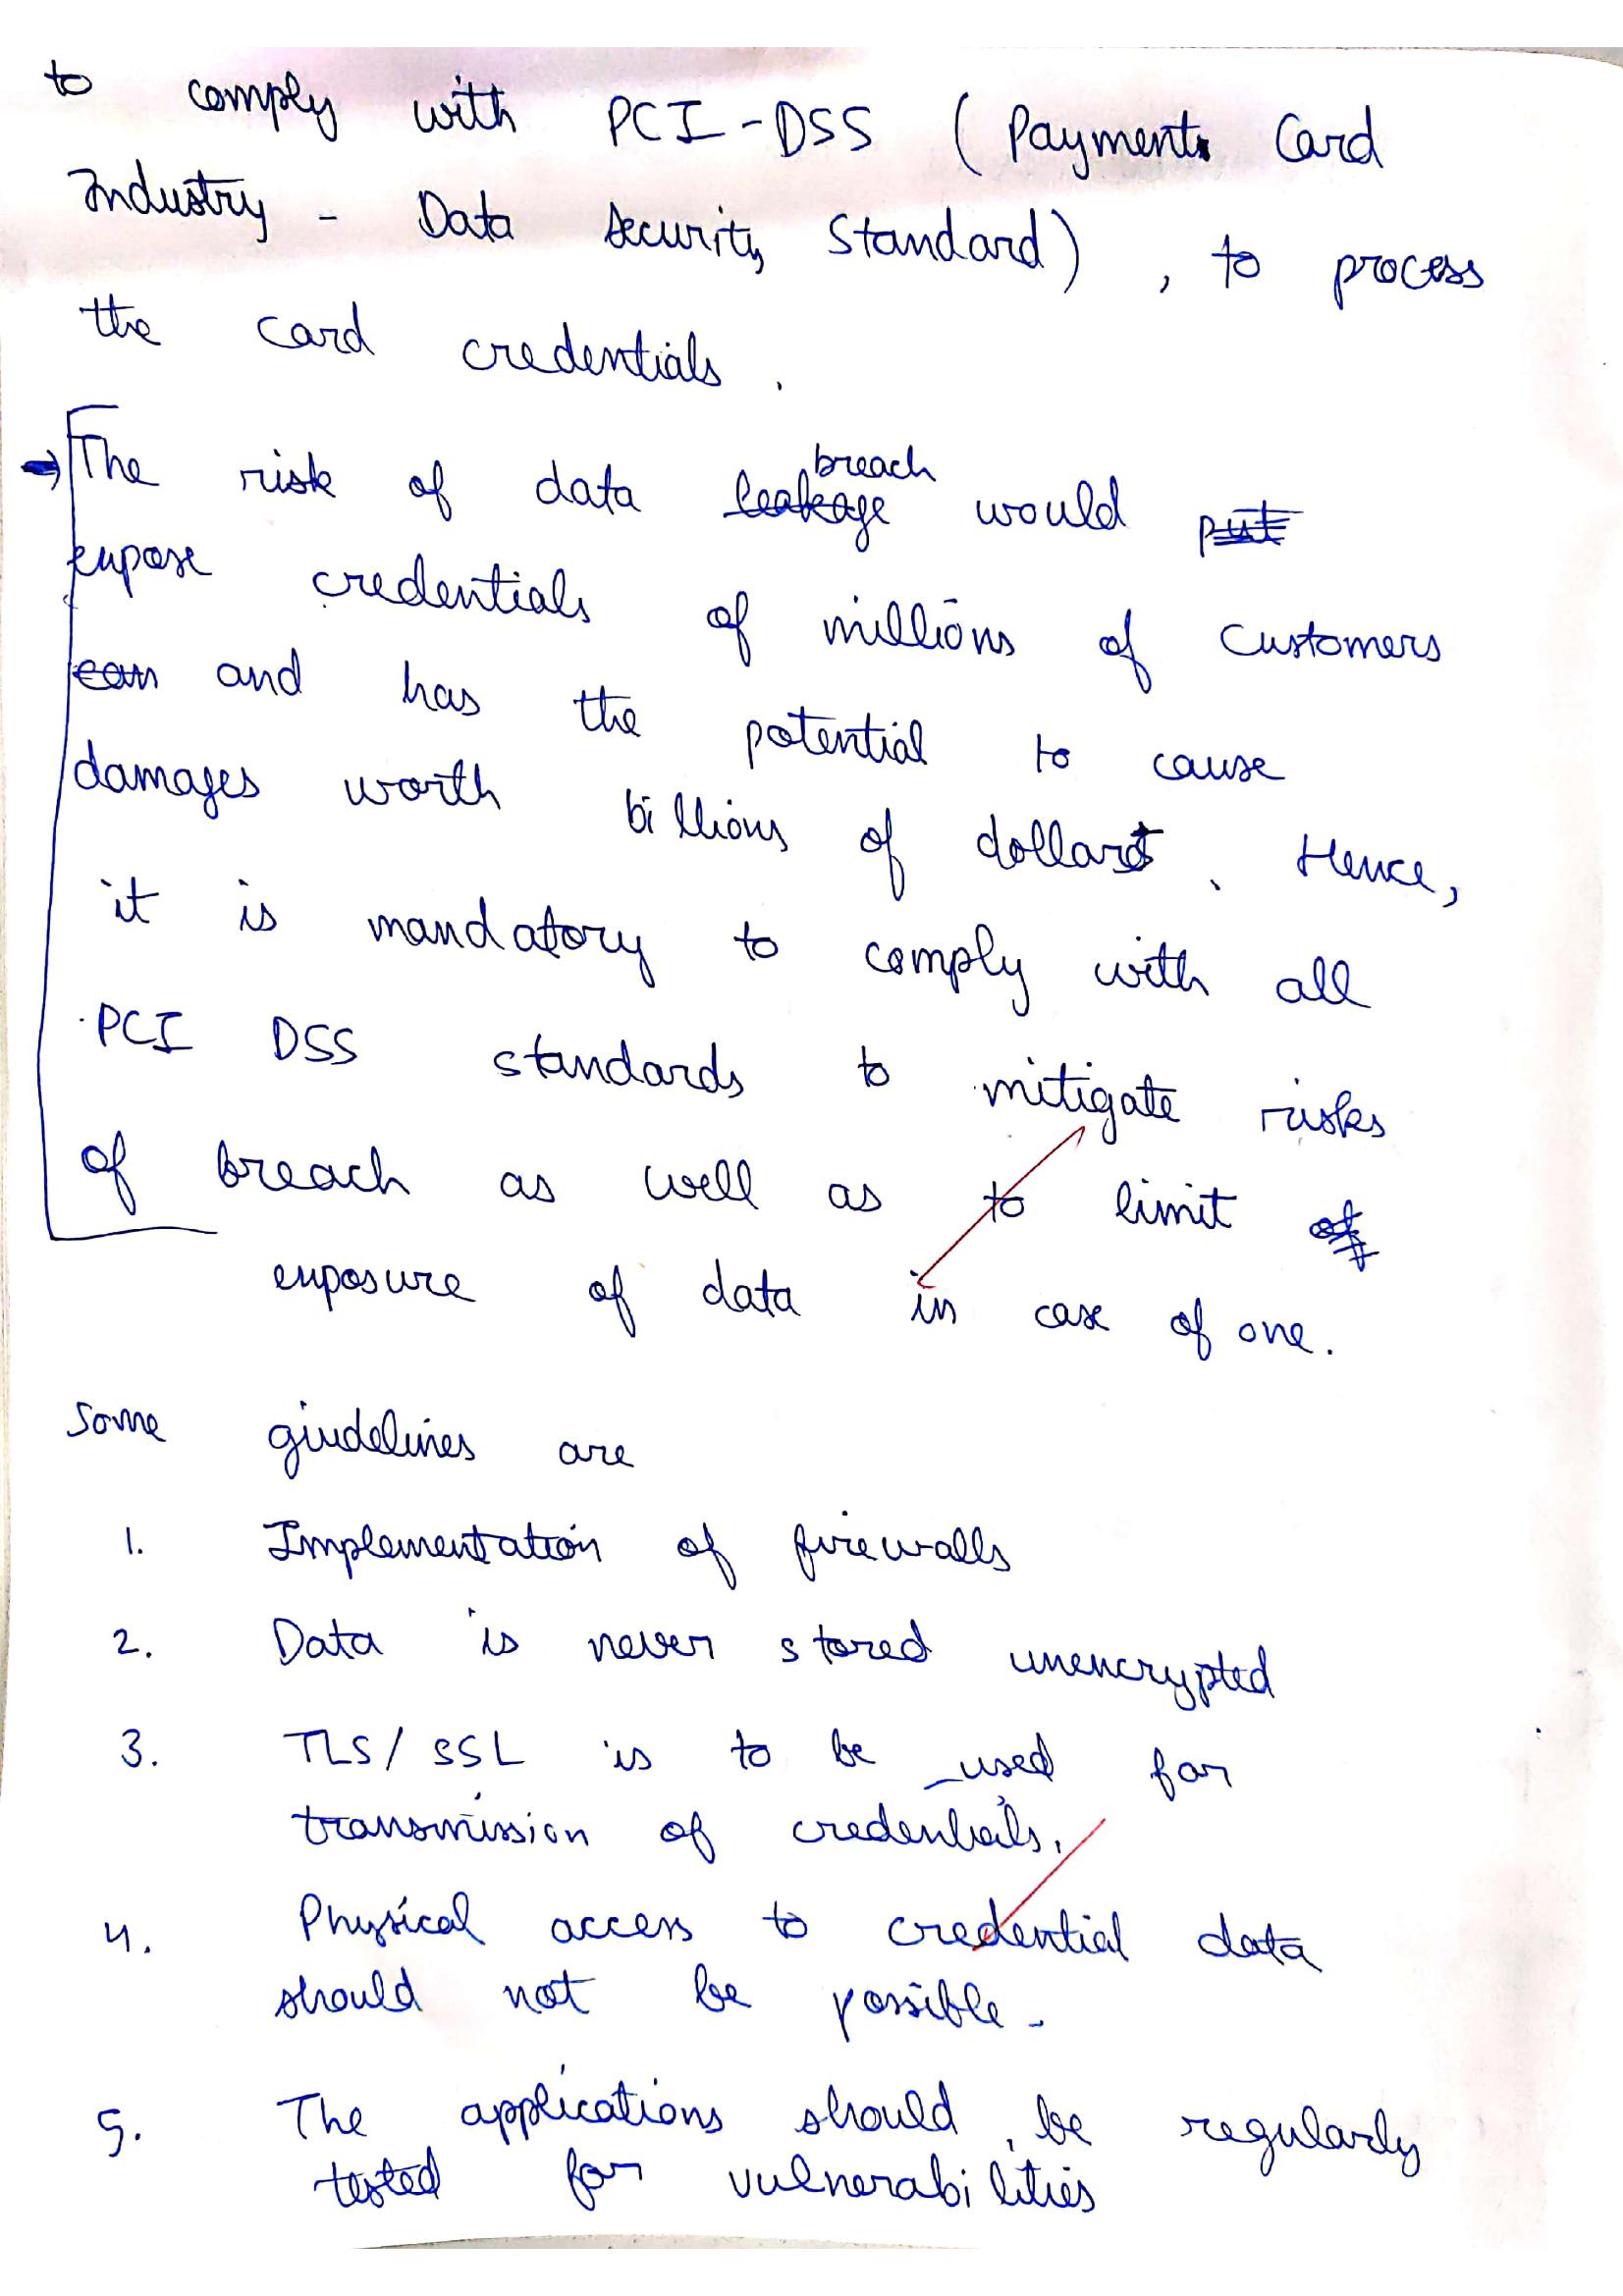 to comply with PCI-DSS (Payment Card
Industry - Data Security Standard), to process
the card credentials.
→ The risk of data leakage breach would put
expose credentials of millions of customers
can and has the potential to cause
damages worth billions of dollars. Hence,
it is mandatory to comply with all
PCI DSS standards to mitigate risks
of breach as well as to limit of
exposure of data in case of one.
Some guidelines are
1. Implementation of firewalls
2. Data is never stored unencrypted
3. TLS/SSL is to be used for
transmission of credentials.
4. Physical access to credential data
should not be possible.
5. The applications should be regularly
tested for vulnerabilities